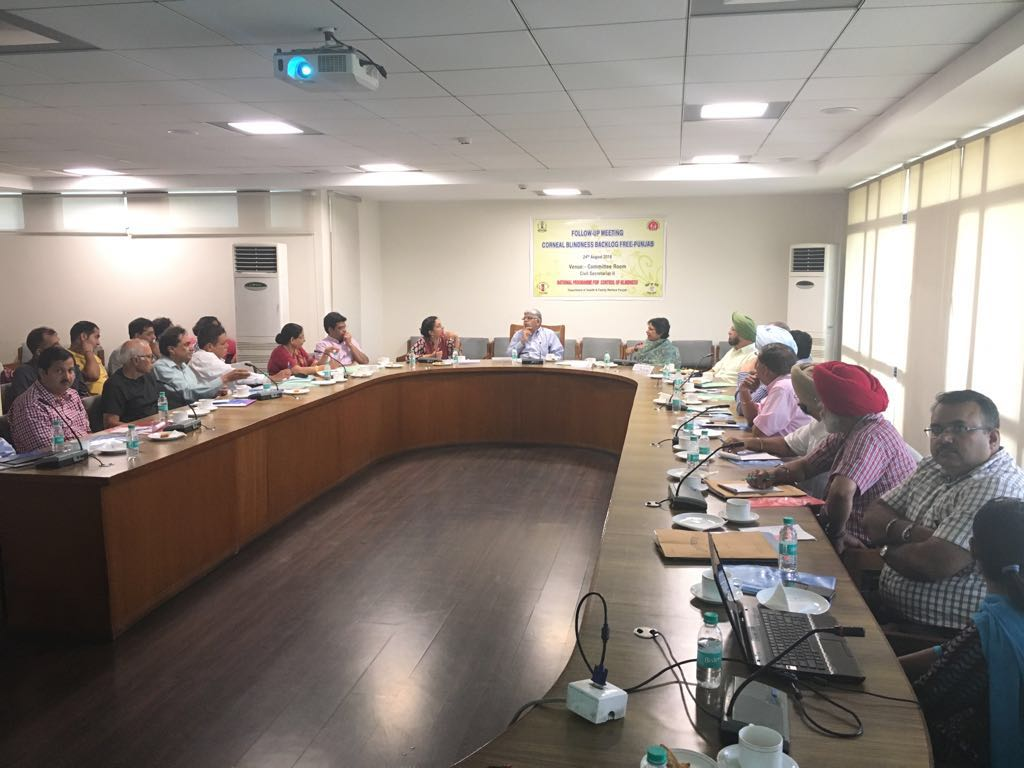 FOLLOW-UP MEETING
CORNEAL BLINDNESS BACKLOG FREE-PUNJAB
24th August 2016
Venue:- Committee Room
Civil Secretariat-II
NATIONAL PROGRAMME FOR CONTROL OF BLINDNESS
Department of Health & Family Welfare Punjab